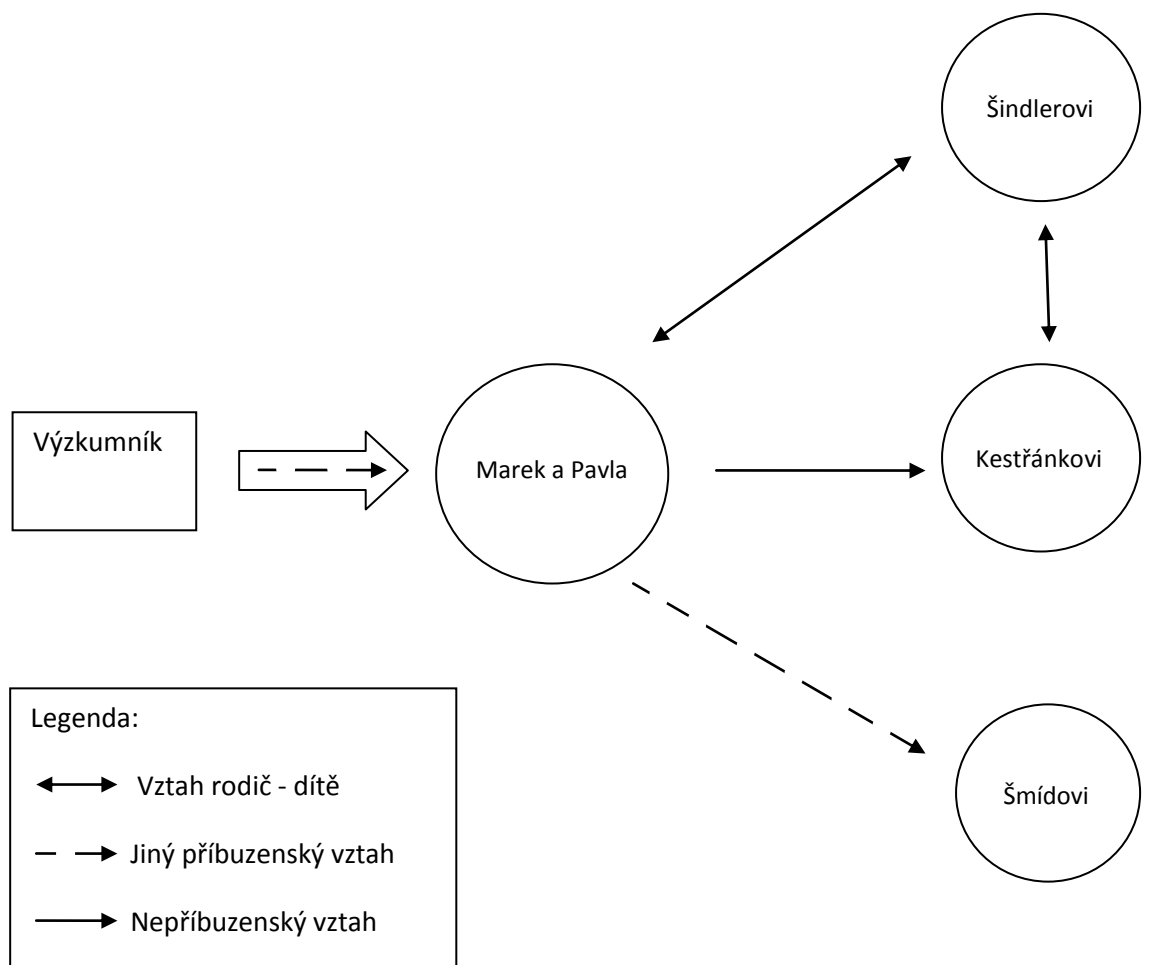 Šindlerovi
Výzkumník
Marek a Pavla
Kestřánkovi
Šmídovi
Legenda:
Vztah rodič - dítě
Jiný příbuzenský vztah
Nepříbuzenský vztah